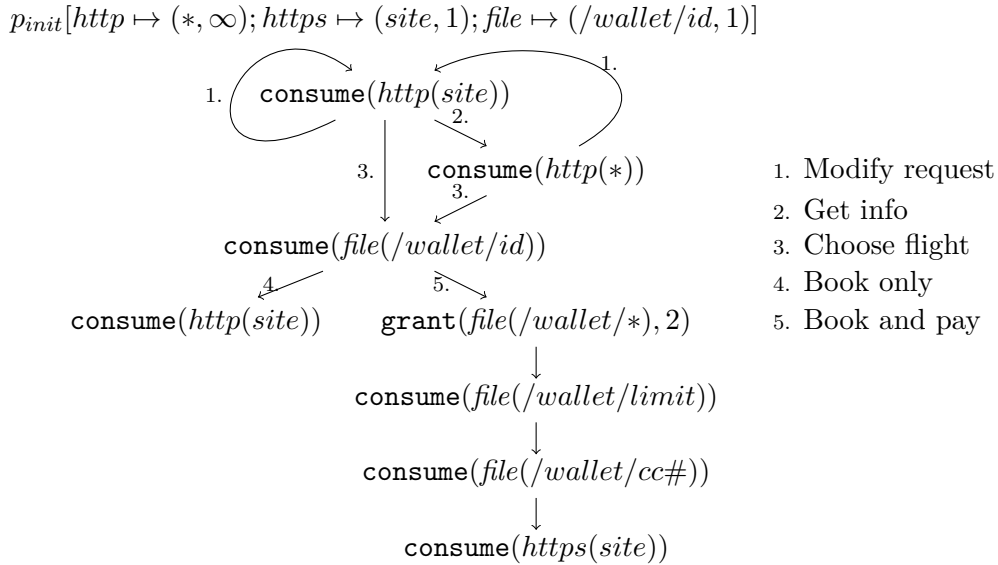 p_init[http ↦ (*, ∞); https ↦ (site, 1); file ↦ (/wallet/id, 1)]
1.
1.
consume(http(site))
2.
3.
consume(http(*))
3.
1. Modify request
2. Get info
consume(file(/wallet/id))
3. Choose flight
4.
5.
4. Book only
consume(http(site))
grant(file(/wallet/*), 2)
5. Book and pay
consume(file(/wallet/limit))
consume(file(/wallet/cc#))
consume(https(site))